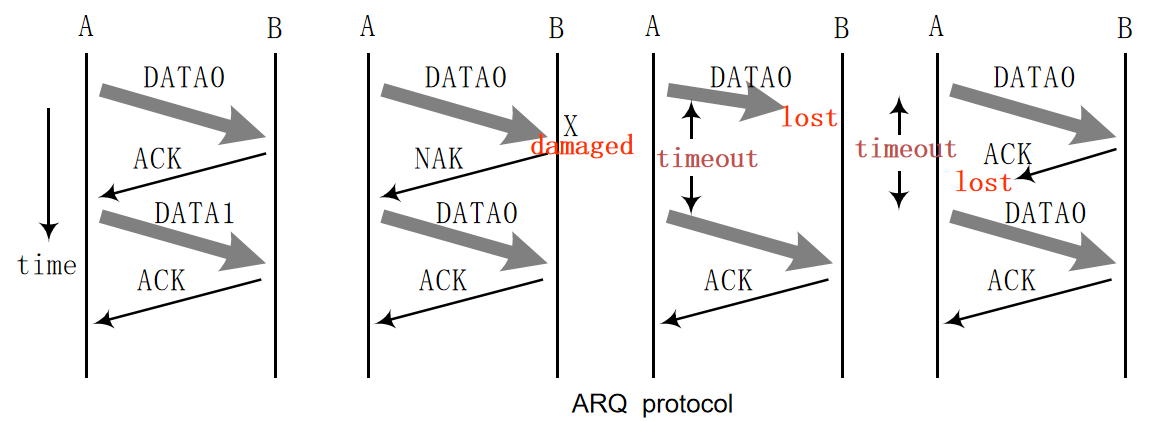 A B
DATA0
ACK
DATA1
ACK
time
A B
DATA0
X
damaged
NAK
DATA0
ACK
A B
DATA0
lost
timeout
ACK
A B
DATA0
timeout
ACK
lost
DATA0
ACK
ARQ protocol